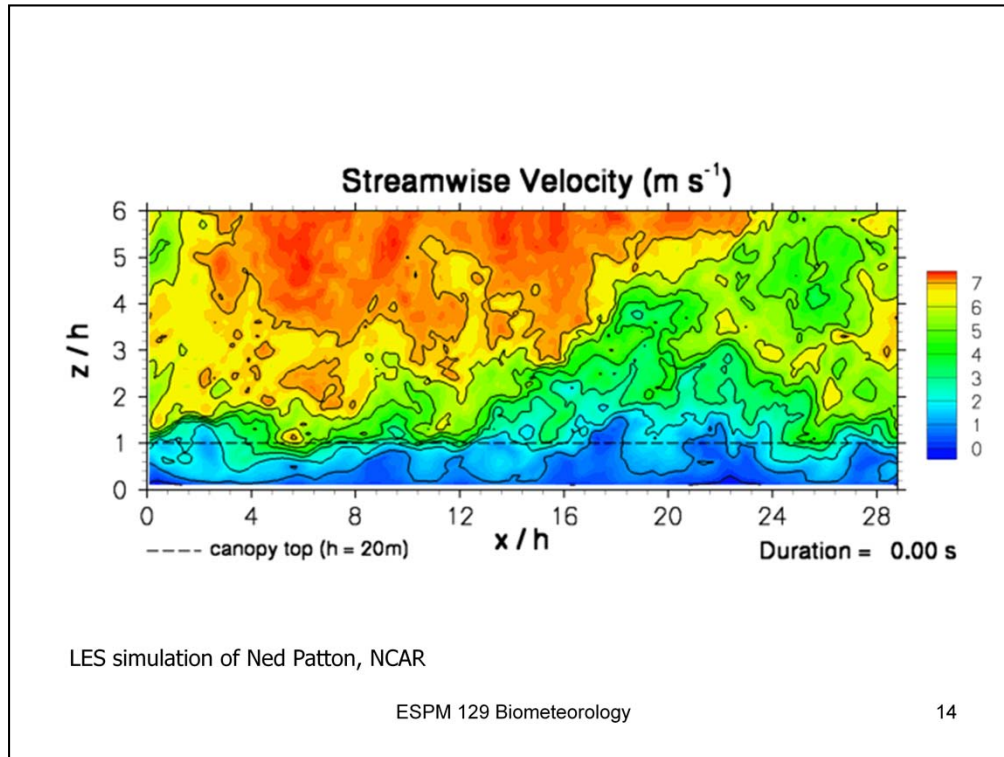 Streamwise Velocity (m s⁻¹)
6
5
4
3
2
1
0
z / h
0 4 8 12 16 20 24 28
x / h
7
6
5
4
3
2
1
0
----- canopy top (h = 20m)
Duration = 0.00 s
LES simulation of Ned Patton, NCAR
ESPM 129 Biometeorology
14